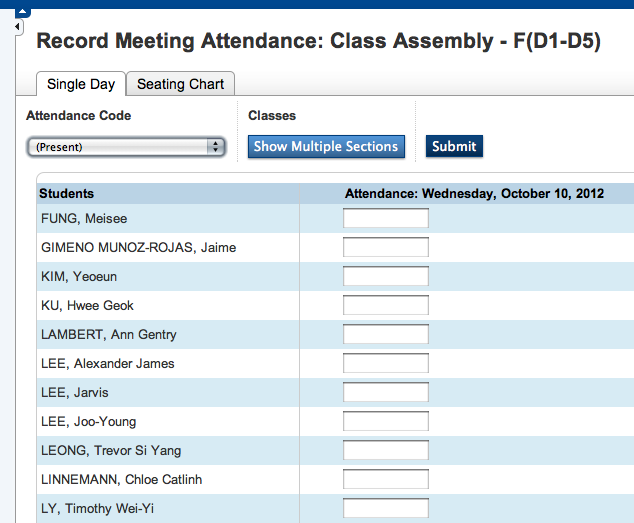 Record Meeting Attendance: Class Assembly - F(D1-D5)
Single Day Seating Chart
Attendance Code Classes
(Present) Show Multiple Sections Submit
Students Attendance: Wednesday, October 10, 2012
FUNG, Meisee
GIMENO MUNOZ-ROJAS, Jaime
KIM, Yeoeun
KU, Hwee Geok
LAMBERT, Ann Gentry
LEE, Alexander James
LEE, Jarvis
LEE, Joo-Young
LEONG, Trevor Si Yang
LINNEMANN, Chloe Catlinh
LY, Timothy Wei-Yi